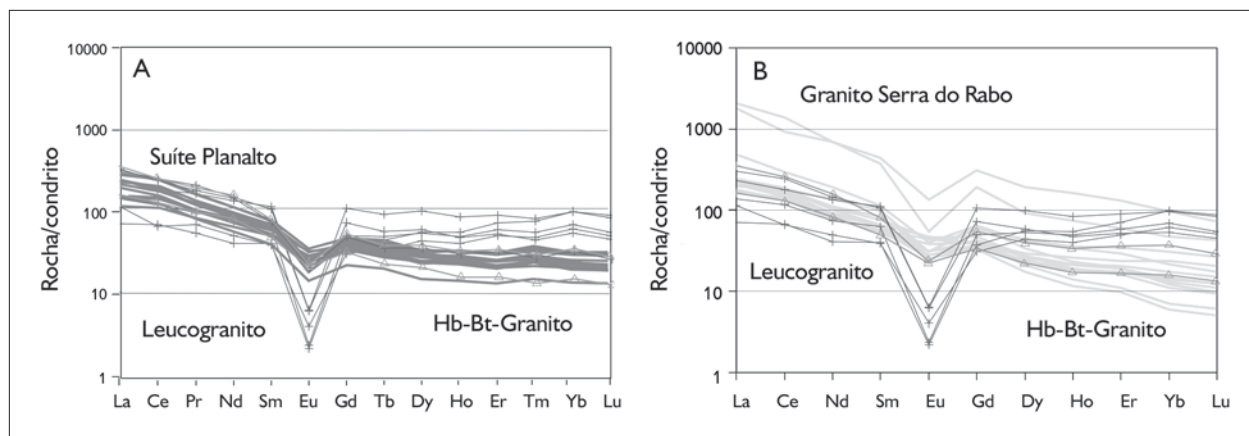 A
Rocha/condrito
10000
1000
100
10
1
Suíte Planalto
Leucogranito
Hb-Bt-Granito
La Ce Pr Nd Sm Eu Gd Tb Dy Ho Er Tm Yb Lu
B
Rocha/condrito
10000
1000
100
10
1
Granito Serra do Rabo
Leucogranito
Hb-Bt-Granito
La Ce Nd Sm Eu Gd Dy Ho Er Yb Lu